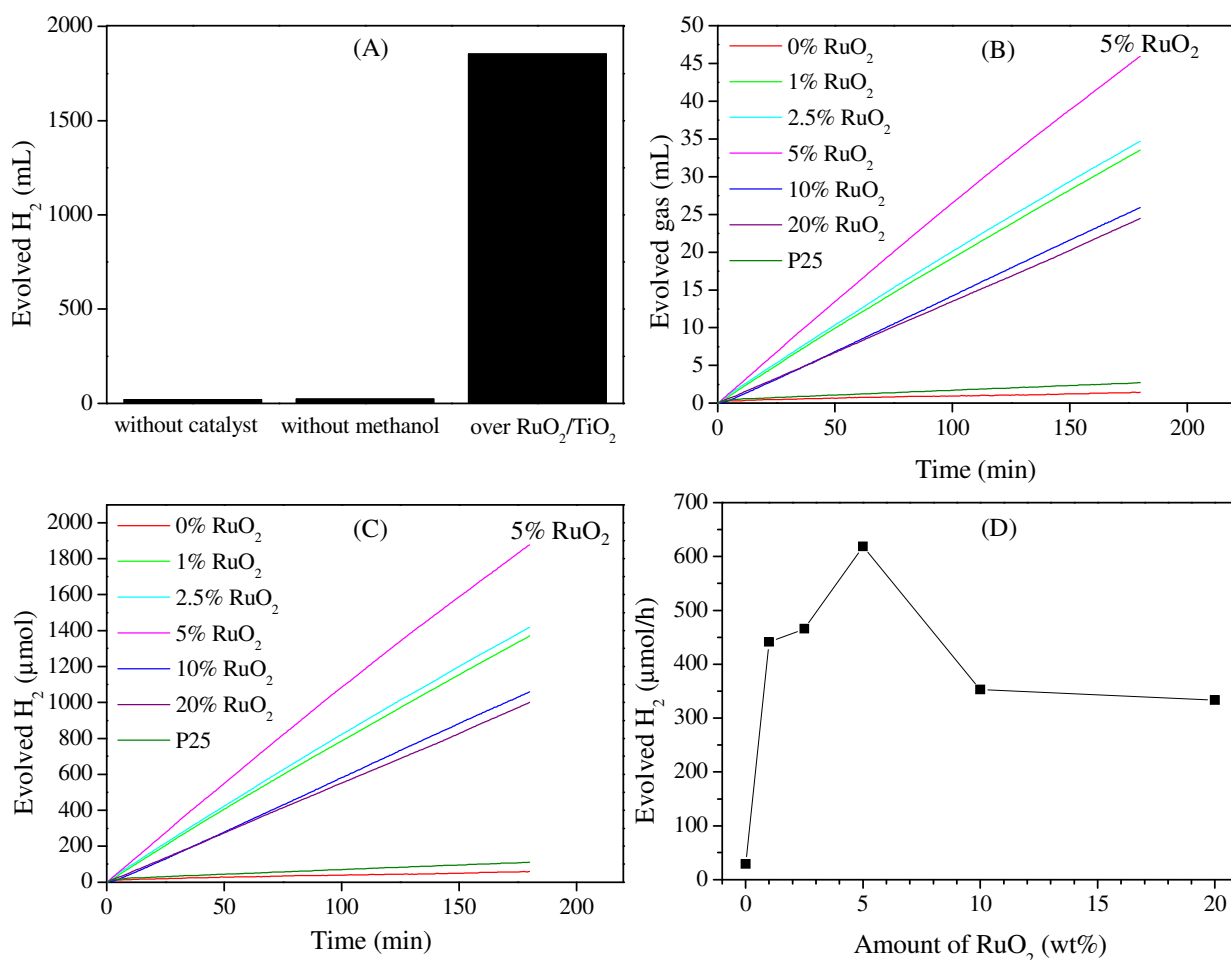 (A)
Evolved H2 (mL)
2000
1500
1000
500
0
without catalyst without methanol over RuO2/TiO2
(B)
5% RuO2
0% RuO2
1% RuO2
2.5% RuO2
5% RuO2
10% RuO2
20% RuO2
P25
Evolved gas (mL)
50
45
40
35
30
25
20
15
10
5
0
0 50 100 150 200
Time (min)
(C)
5% RuO2
0% RuO2
1% RuO2
2.5% RuO2
5% RuO2
10% RuO2
20% RuO2
P25
Evolved H2 (μmol)
2000
1800
1600
1400
1200
1000
800
600
400
200
0
0 50 100 150 200
Time (min)
(D)
Evolved H2 (μmol/h)
700
600
500
400
300
200
100
0
0 5 10 15 20
Amount of RuO2 (wt%)